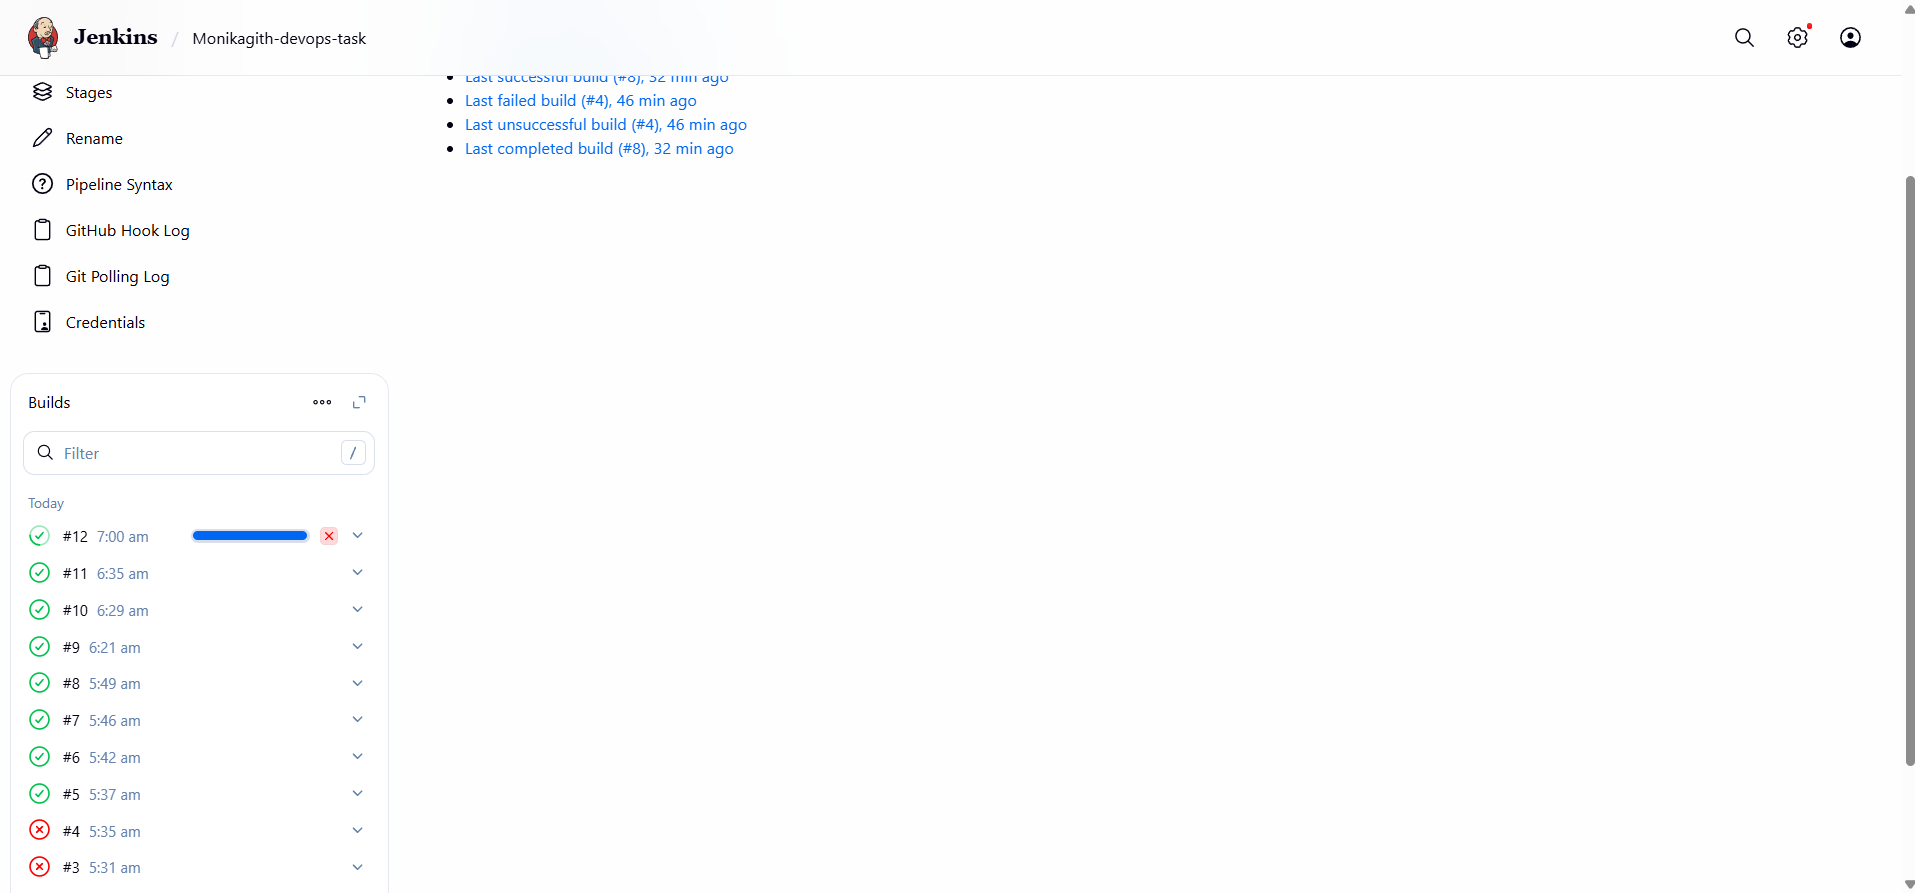 Jenkins / Monikagith-devops-task
Last successful build (#8), 32 min ago
Last failed build (#4), 46 min ago
Last unsuccessful build (#4), 46 min ago
Last completed build (#8), 32 min ago
Stages
Rename
Pipeline Syntax
GitHub Hook Log
Git Polling Log
Credentials
Builds
Filter /
Today
#12 7:00 am
#11 6:35 am
#10 6:29 am
#9 6:21 am
#8 5:49 am
#7 5:46 am
#6 5:42 am
#5 5:37 am
#4 5:35 am
#3 5:31 am